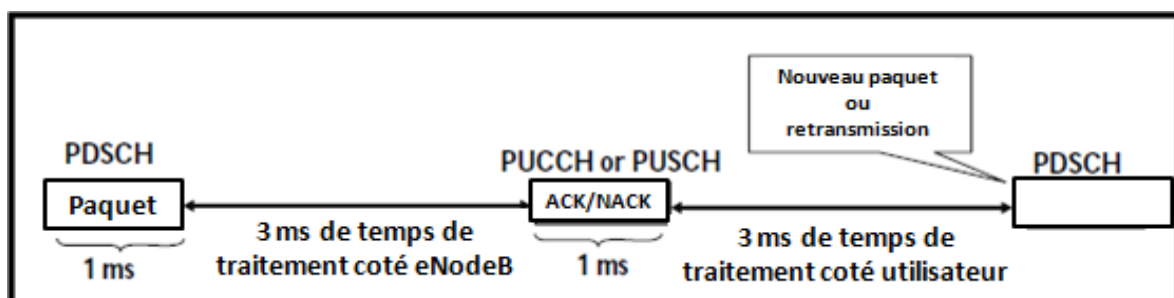 Nouveau paquet
ou
retransmission
PDSCH
PUCCH or PUSCH
PDSCH
Paquet
ACK/NACK
1 ms
3 ms de temps de
traitement coté eNodeB
1 ms
3 ms de temps de
traitement coté utilisateur